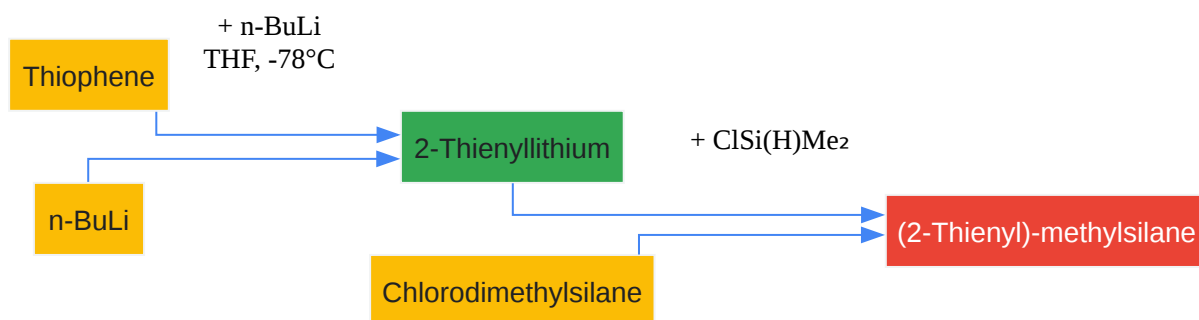 + n-BuLi
THF, -78°C
Thiophene
2-Thienyllithium
+ ClSi(H)Me₂
n-BuLi
(2-Thienyl)-methylsilane
Chlorodimethylsilane